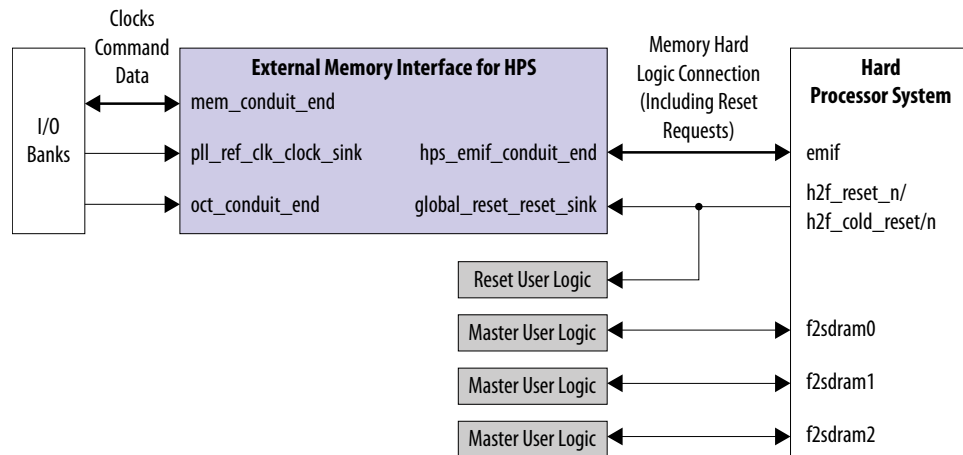 Clocks
Command
Data
I/O
Banks
External Memory Interface for HPS
mem_conduit_end
pll_ref_clk_clock_sink
hps_emif_conduit_end
oct_conduit_end
global_reset_reset_sink
Memory Hard
Logic Connection
(Including Reset
Requests)
Hard
Processor System
emif
h2f_reset_n/
h2f_cold_reset/n
Reset User Logic
Master User Logic
f2sdram0
Master User Logic
f2sdram1
Master User Logic
f2sdram2